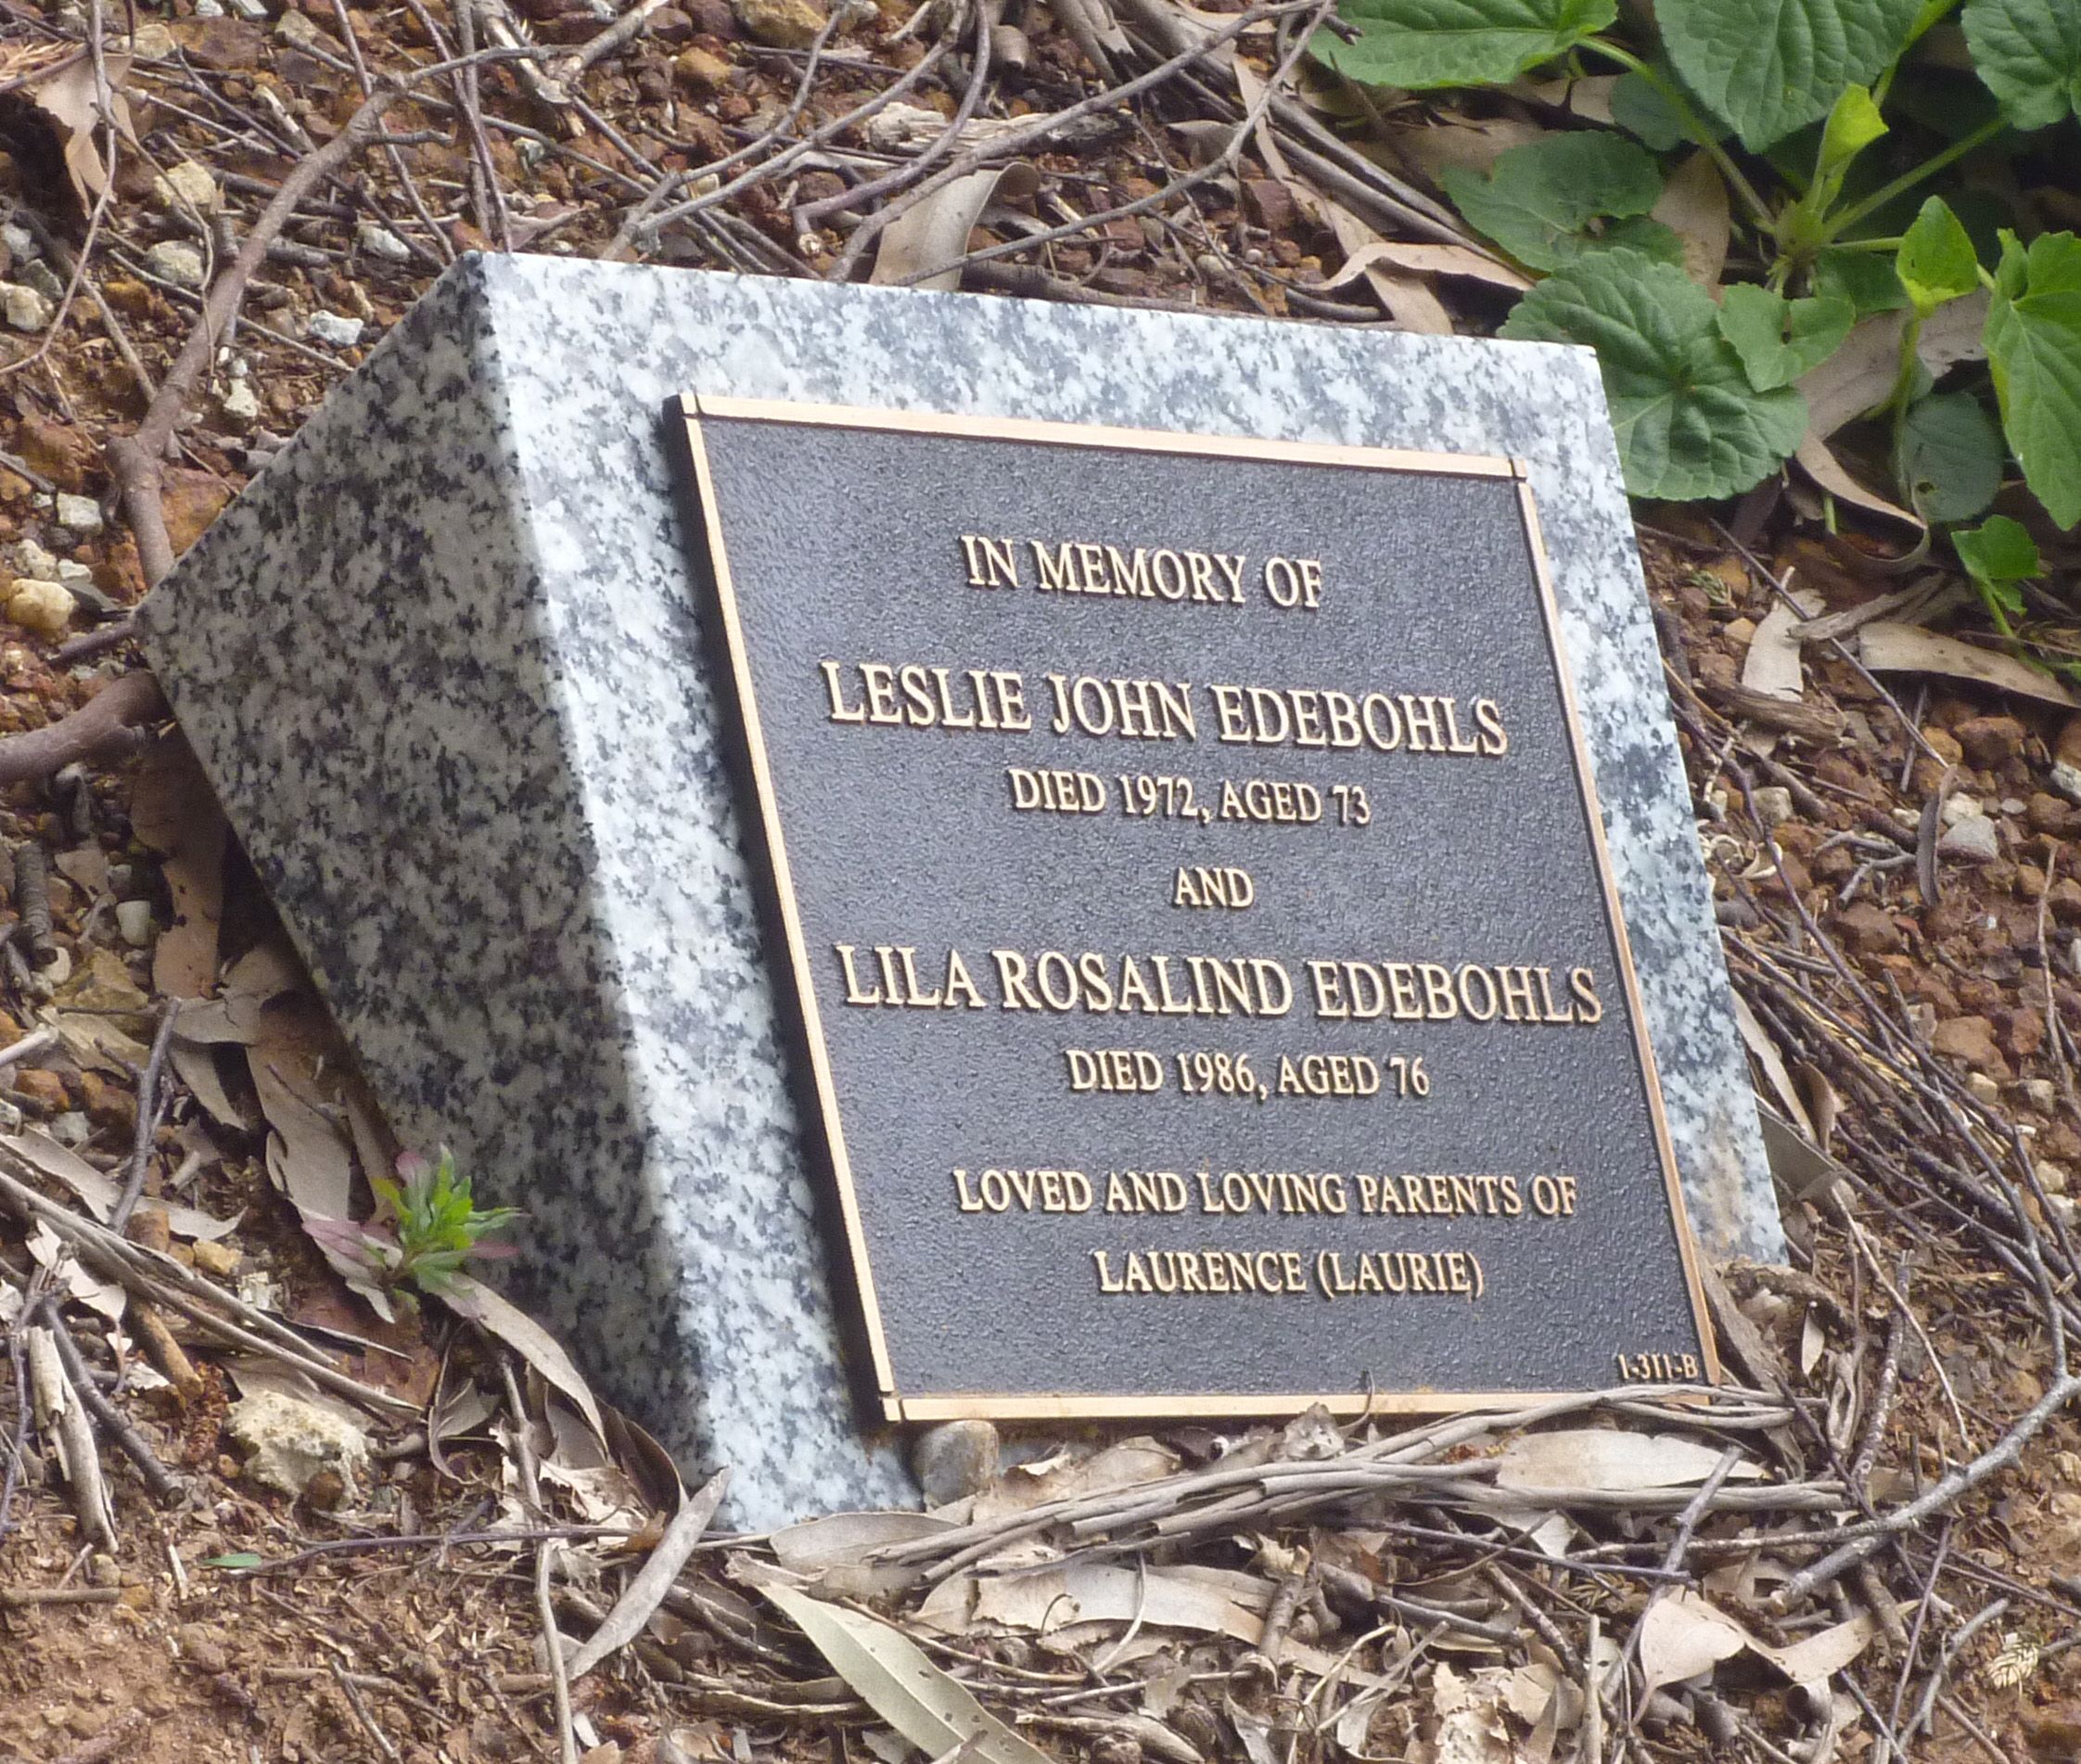 IN MEMORY OF
LESLIE JOHN EDEBOHLS
DIED 1972, AGED 73
AND
LILA ROSALIND EDEBOHLS
DIED 1986, AGED 76
LOVED AND LOVING PARENTS OF
LAURENCE (LAURIE)
1-311-B